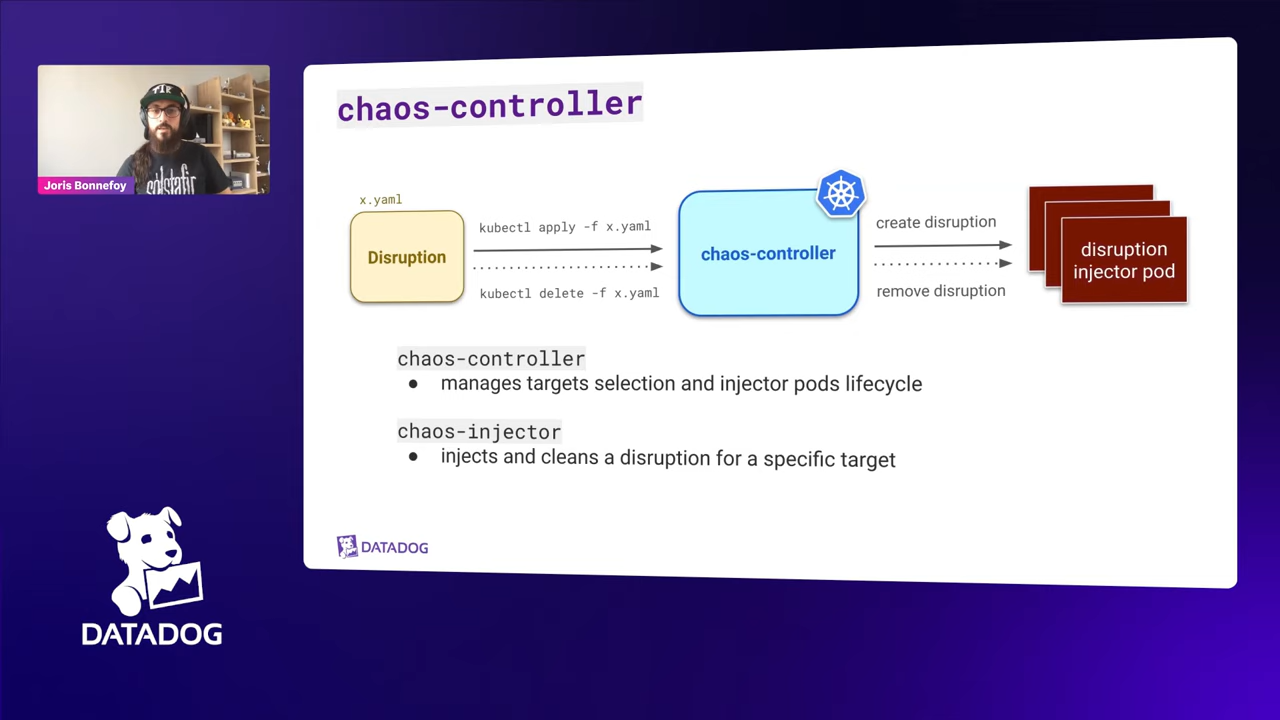 chaos-controller
Joris Bonnefoy
x.yaml
Disruption
kubectl apply -f x.yaml
kubectl delete -f x.yaml
chaos-controller
create disruption
remove disruption
disruption
injector pod
chaos-controller
● manages targets selection and injector pods lifecycle
chaos-injector
● injects and cleans a disruption for a specific target
DATADOG
DATADOG